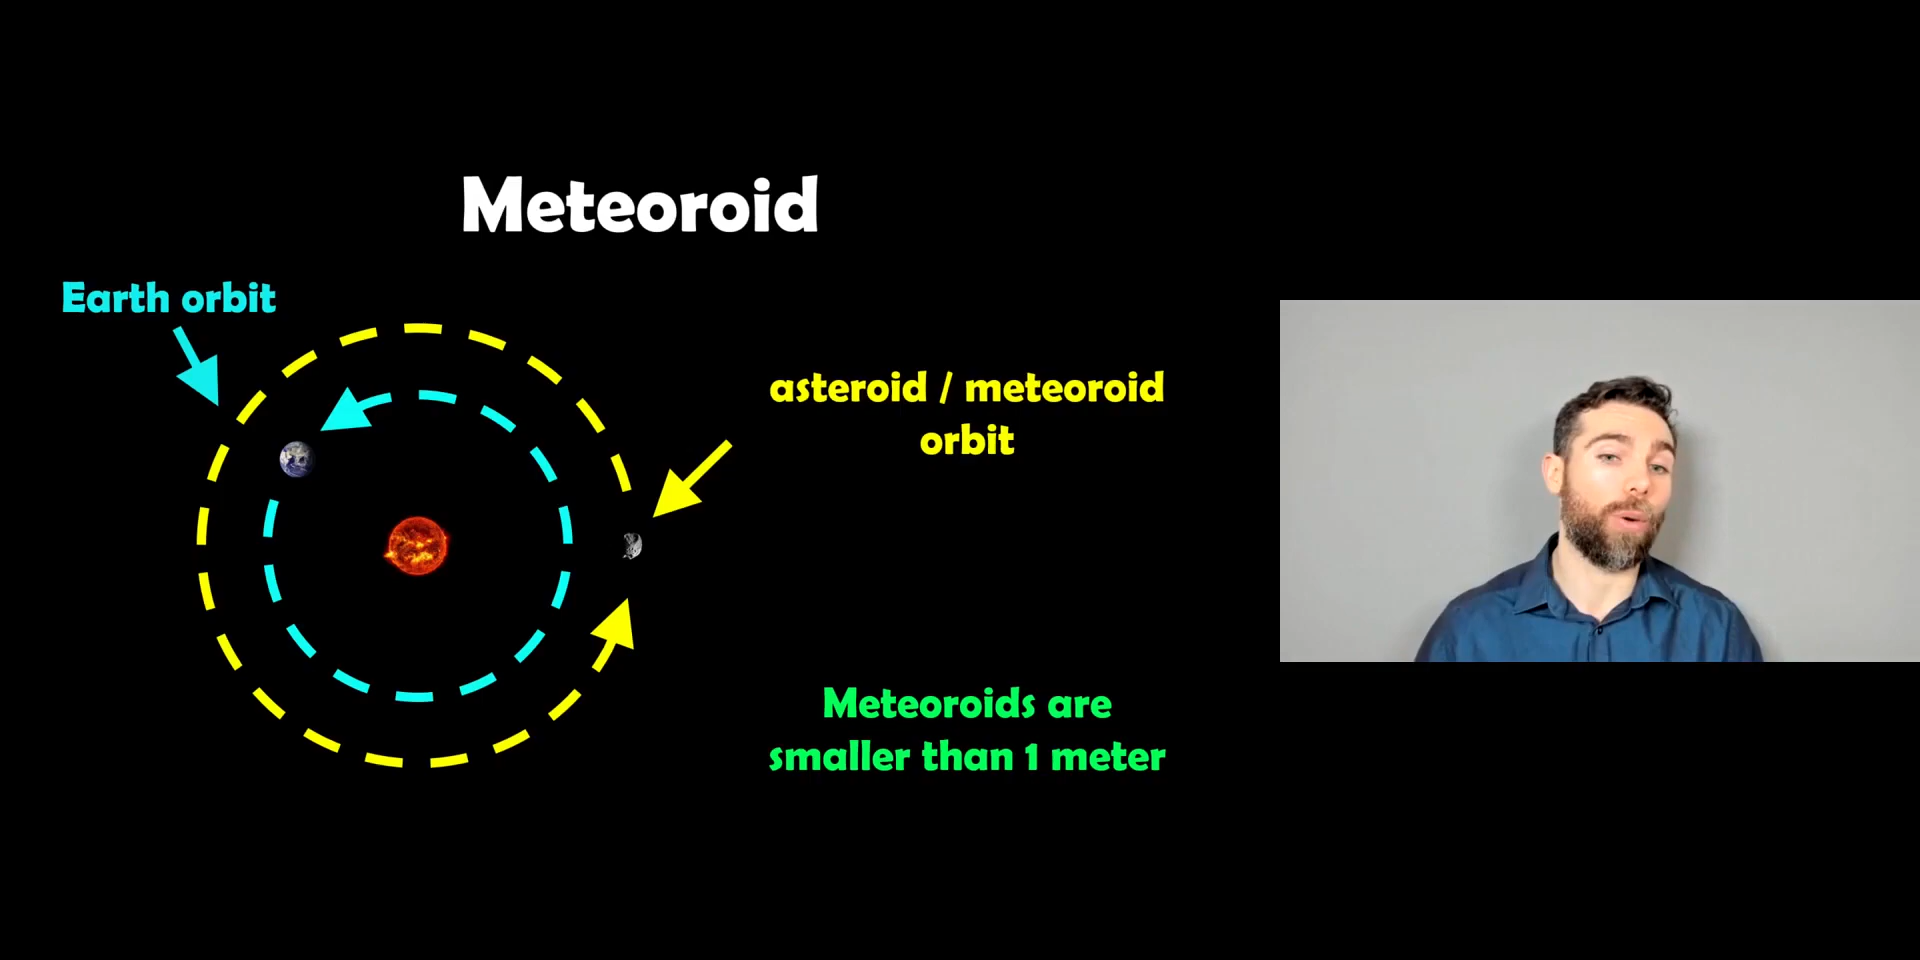 Meteoroid
Earth orbit
asteroid / meteoroid
orbit
Meteoroids are
smaller than 1 meter